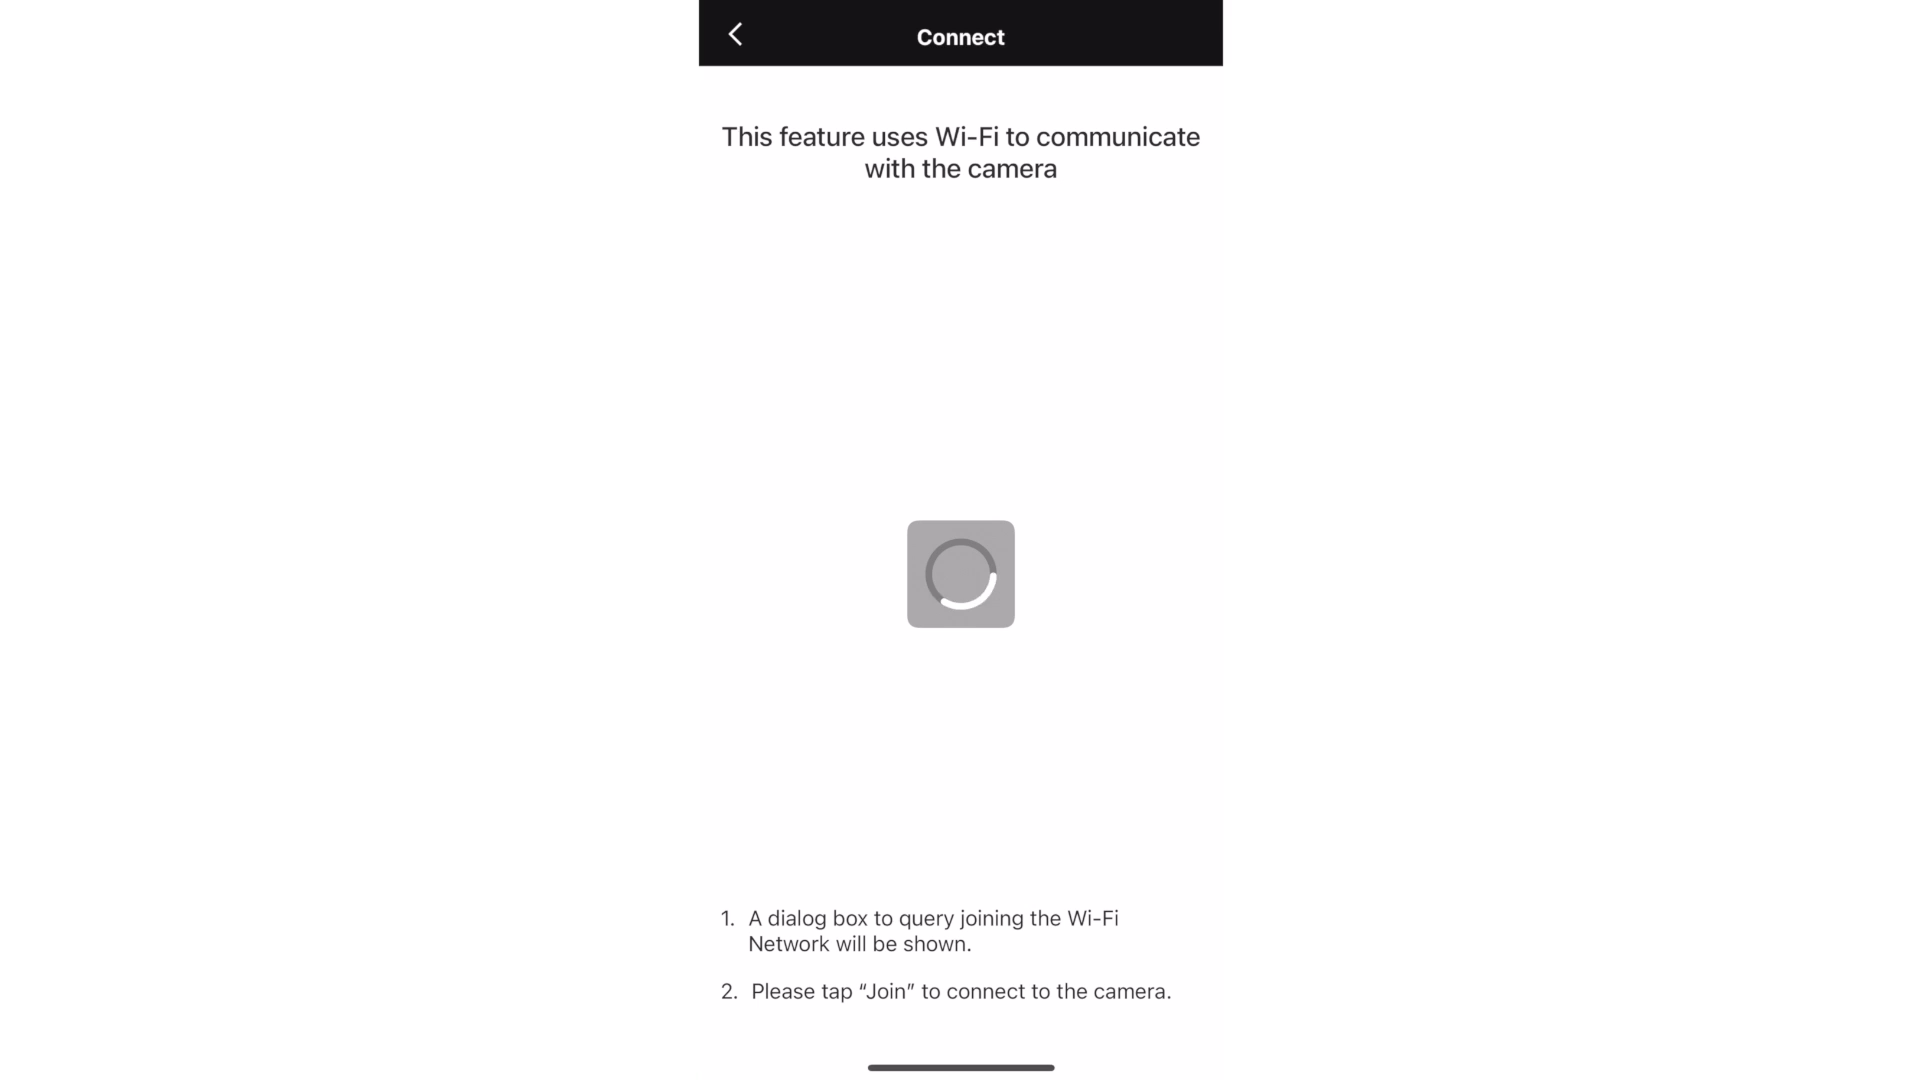 Connect
This feature uses Wi-Fi to communicate
with the camera
1. A dialog box to query joining the Wi-Fi
Network will be shown.
2. Please tap “Join” to connect to the camera.